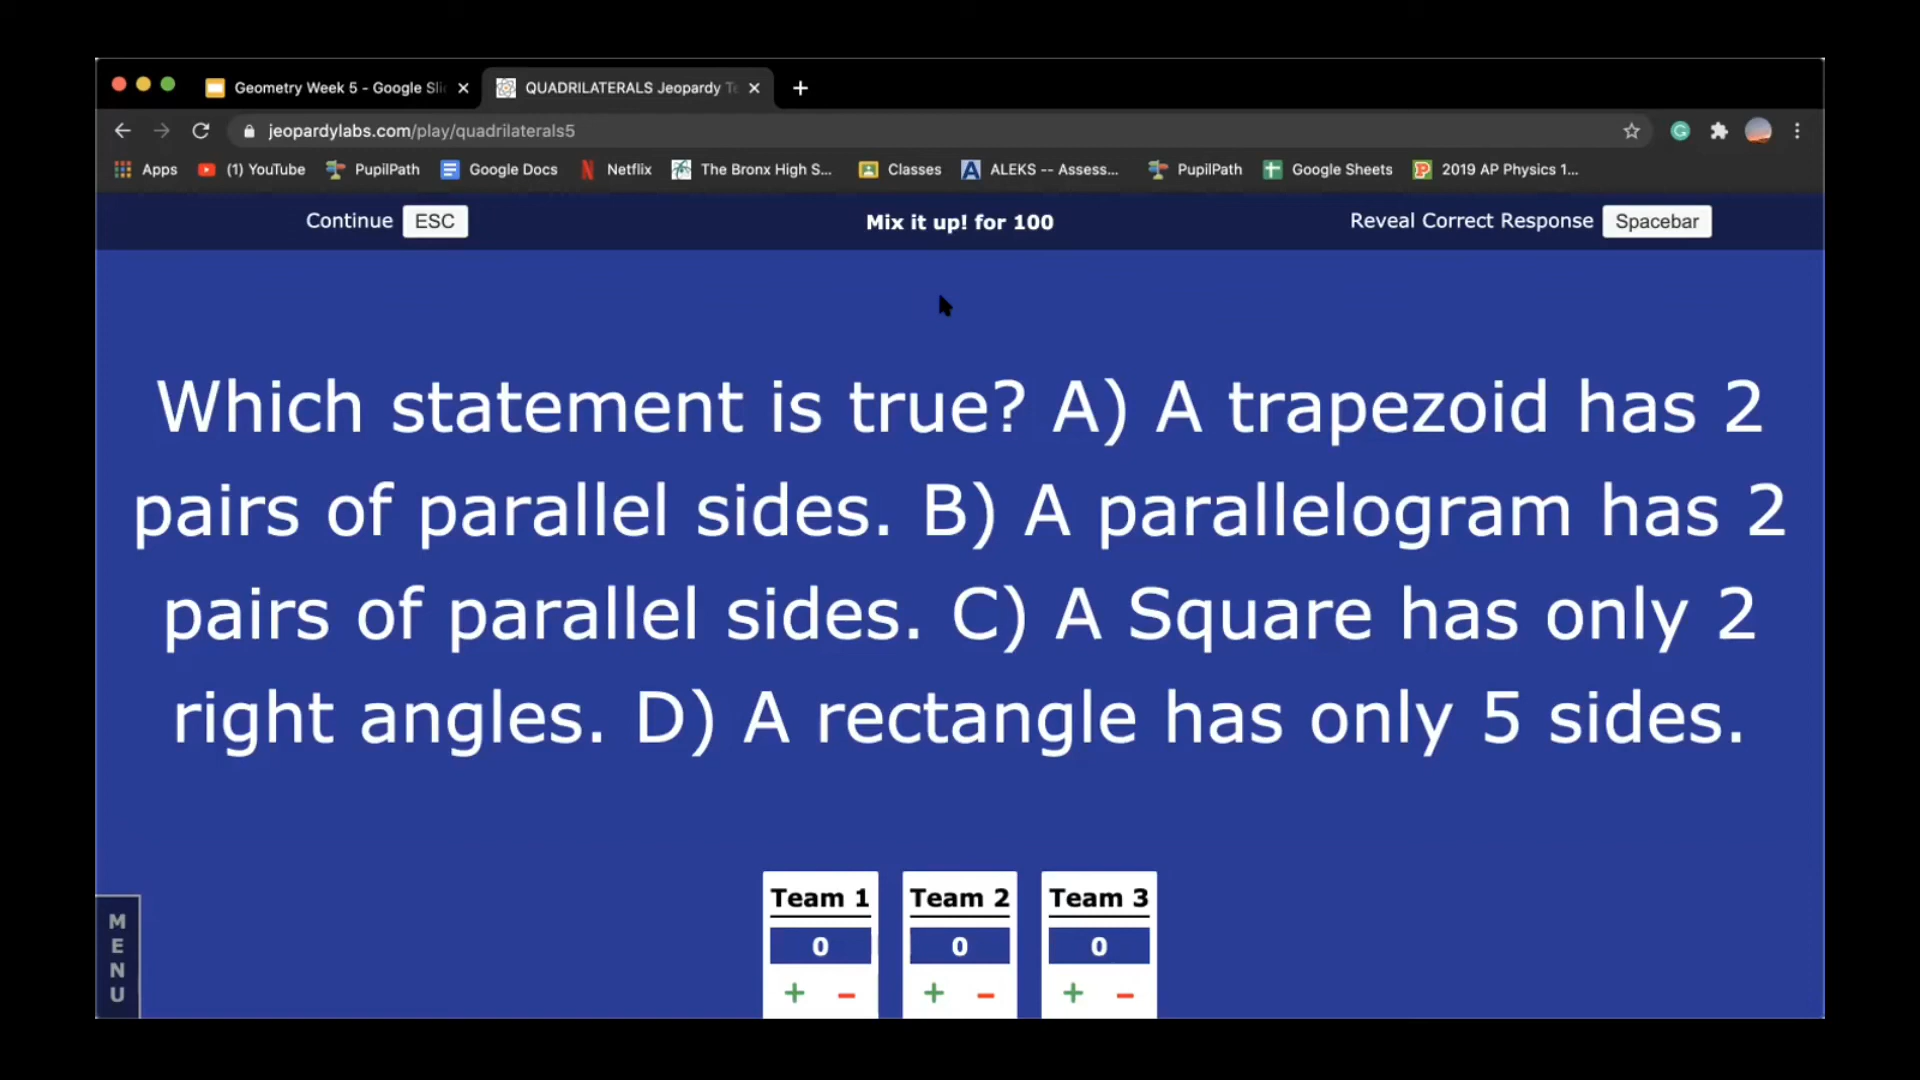 Geometry Week 5 - Google Sli
QUADRILATERALS Jeopardy Te
jeopardylabs.com/play/quadrilaterals5
Apps
(1) YouTube
PupilPath
Google Docs
Netflix
The Bronx High S...
Classes
ALEKS -- Assess...
PupilPath
Google Sheets
2019 AP Physics 1...
Continue ESC
Mix it up! for 100
Reveal Correct Response Spacebar
Which statement is true? A) A trapezoid has 2
pairs of parallel sides. B) A parallelogram has 2
pairs of parallel sides. C) A Square has only 2
right angles. D) A rectangle has only 5 sides.
MENU
Team 1
0
+ −
Team 2
0
+ −
Team 3
0
+ −